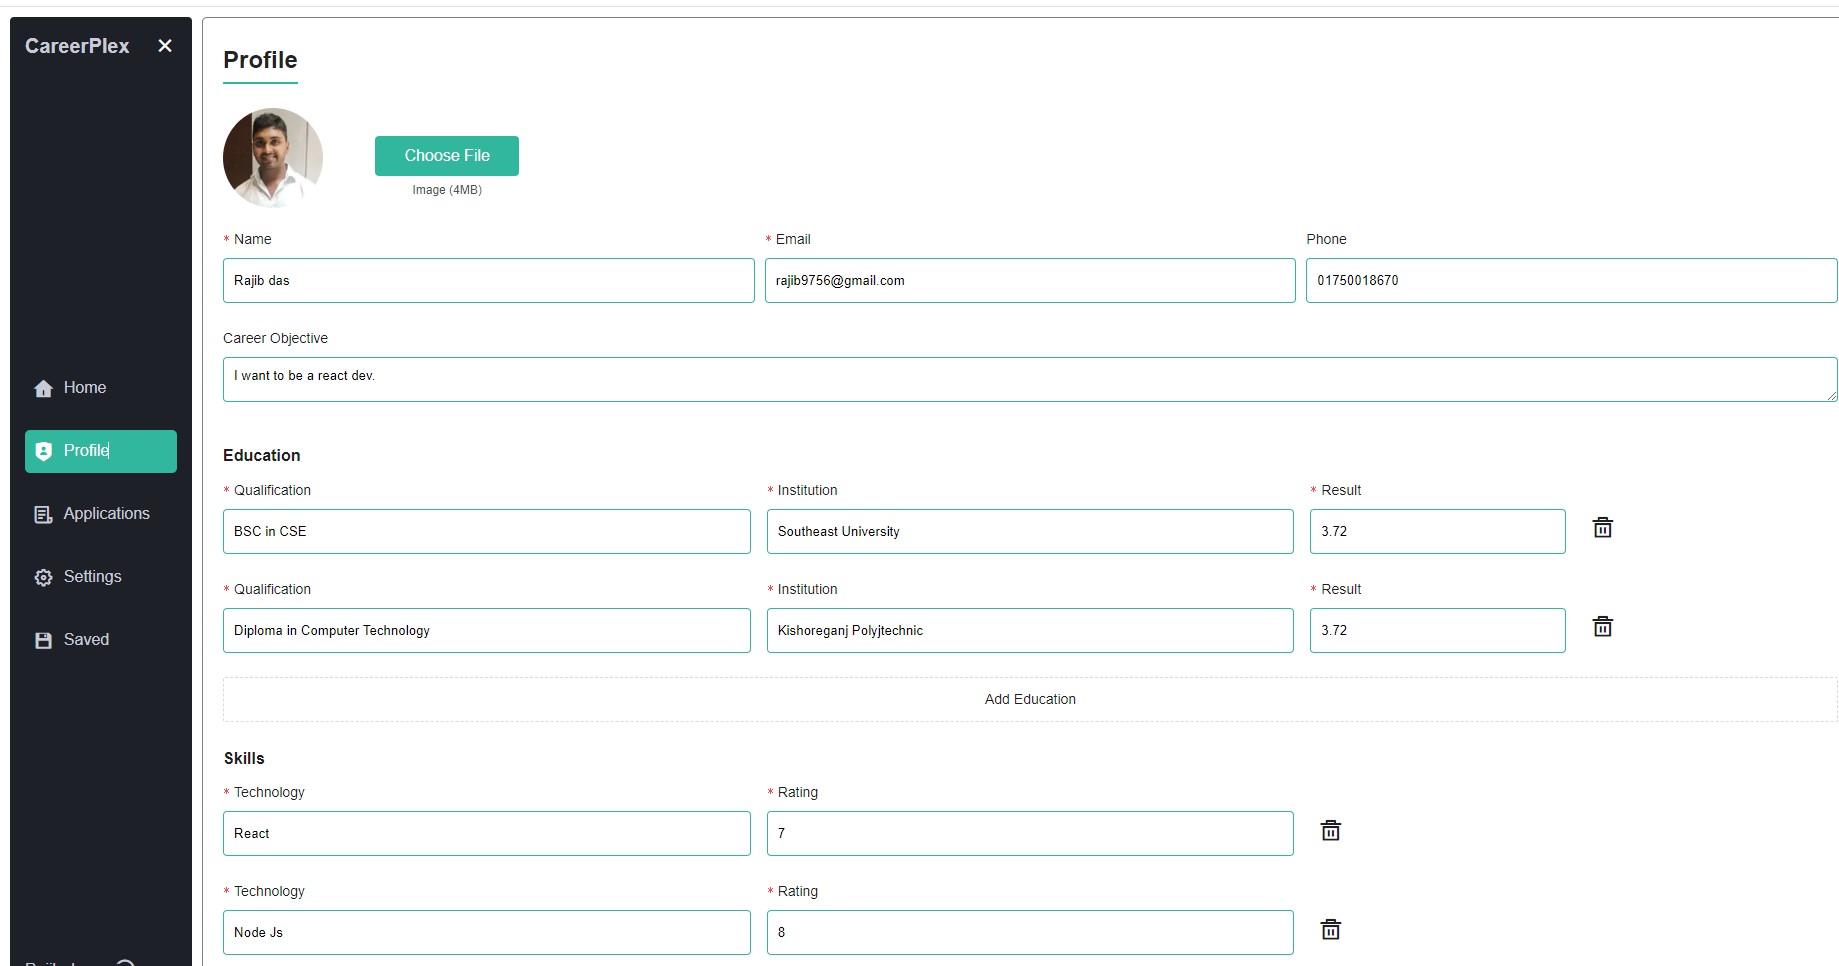 CareerPlex
Profile
Choose File
Image (4MB)
* Name * Email Phone
Rajib das rajib9756@gmail.com 01750018670
Career Objective
I want to be a react dev.
Home
Profile
Applications
Settings
Saved
Education
* Qualification * Institution * Result
BSC in CSE Southeast University 3.72
* Qualification * Institution * Result
Diploma in Computer Technology Kishoreganj Polyjtechnic 3.72
Add Education
Skills
* Technology * Rating
React 7
* Technology * Rating
Node Js 8